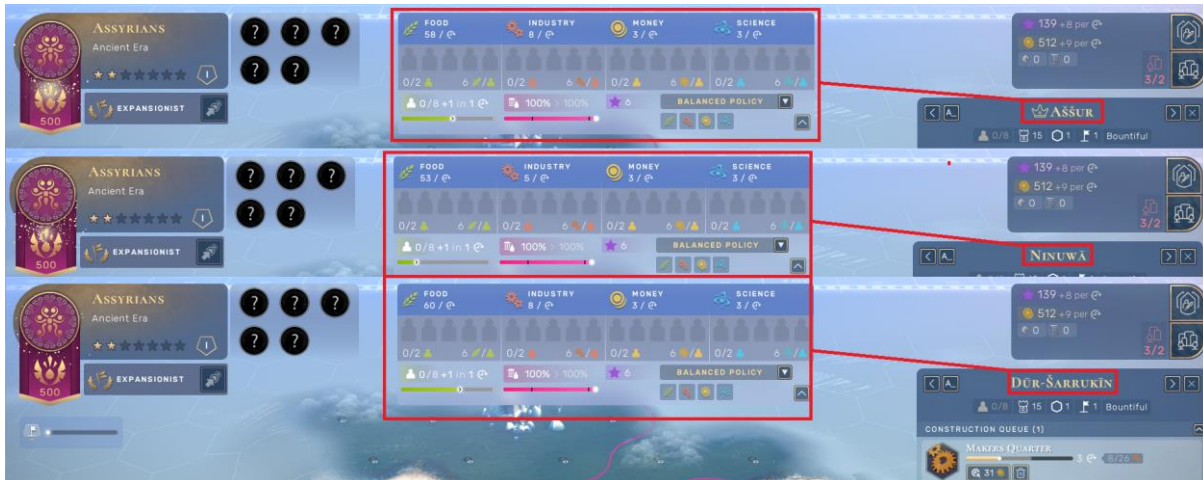 ASSYRIANS
Ancient Era
I
EXPANSIONIST
500
? ? ?
? ?
FOOD INDUSTRY MONEY SCIENCE
58 / 8 / 3 / 3 /
0/2 6 / 0/2 6 / 0/2 6 / 0/2 6 /
0/8 +1 in 1 100% > 100% 6 BALANCED POLICY
139 +8 per
512 +9 per
0 0
3/2
< A_ AŠŠUR > ×
0/8 15 1 1 Bountiful
ASSYRIANS
Ancient Era
I
EXPANSIONIST
500
? ? ?
? ?
FOOD INDUSTRY MONEY SCIENCE
53 / 5 / 3 / 3 /
0/2 6 / 0/2 6 / 0/2 6 / 0/2 6 /
0/8 +1 in 1 100% > 100% 6 BALANCED POLICY
139 +8 per
512 +9 per
0 0
3/2
< A_ NINUWĀ > ×
ASSYRIANS
Ancient Era
I
EXPANSIONIST
500
? ? ?
? ?
FOOD INDUSTRY MONEY SCIENCE
60 / 8 / 3 / 3 /
0/2 6 / 0/2 6 / 0/2 6 / 0/2 6 /
0/8 +1 in 1 100% > 100% 6 BALANCED POLICY
139 +8 per
512 +9 per
0 0
3/2
< A_ DŪR-ŠARRUKĪN > ×
0/8 15 1 1 Bountiful
CONSTRUCTION QUEUE (1)
MAKERS QUARTER
3 8/26
31